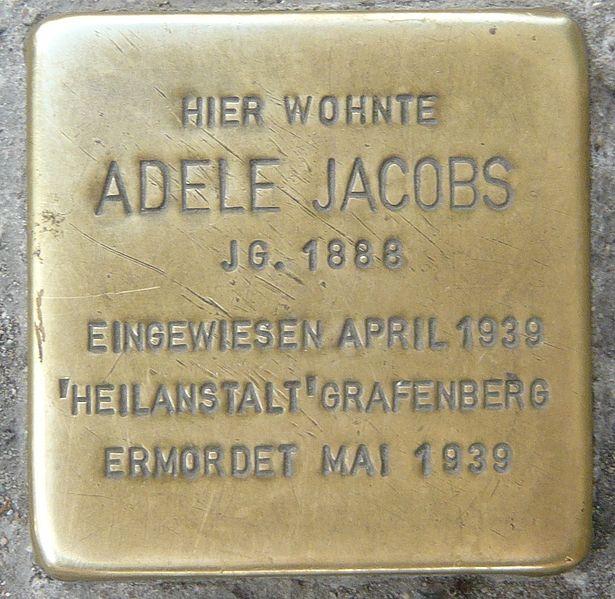 HIER WOHNTE
ADELE JACOBS
JG. 1888
EINGEWIESEN APRIL 1939
'HEILANSTALT' GRAFENBERG
ERMORDET MAI 1939